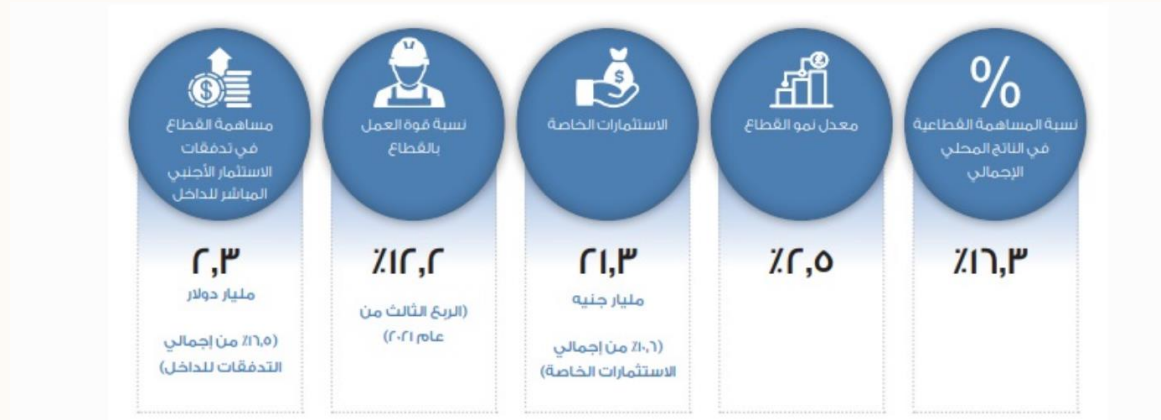 %
نسبة المساهمة القطاعية
في الناتج المحلي
الإجمالي
١٦,٣٪
معدل نمو القطاع
٢,٥٪
الاستثمارات الخاصة
٢١,٣
مليار جنيه
(١٠,٦٪ من إجمالي
الاستثمارات الخاصة)
نسبة قوة العمل
بالقطاع
١٢,٢٪
(الربع الثالث من
عام ٢٠٢١)
مساهمة القطاع
في تدفقات
الاستثمار الأجنبي
المباشر للداخل
٢,٣
مليار دولار
(١٦,٥٪ من إجمالي
التدفقات للداخل)